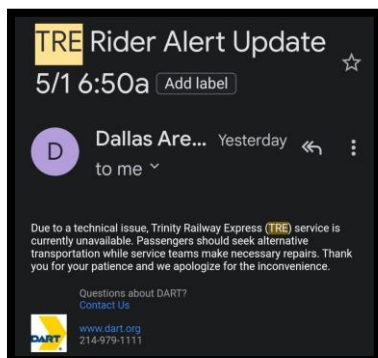 TRE Rider Alert Update
5/1 6:50a Add label
D
Dallas Are... Yesterday
to me
Due to a technical issue, Trinity Railway Express (TRE) service is
currently unavailable. Passengers should seek alternative
transportation while service teams make necessary repairs. Thank
you for your patience and we apologize for the inconvenience.
Questions about DART?
Contact Us
DART
www.dart.org
214-979-1111